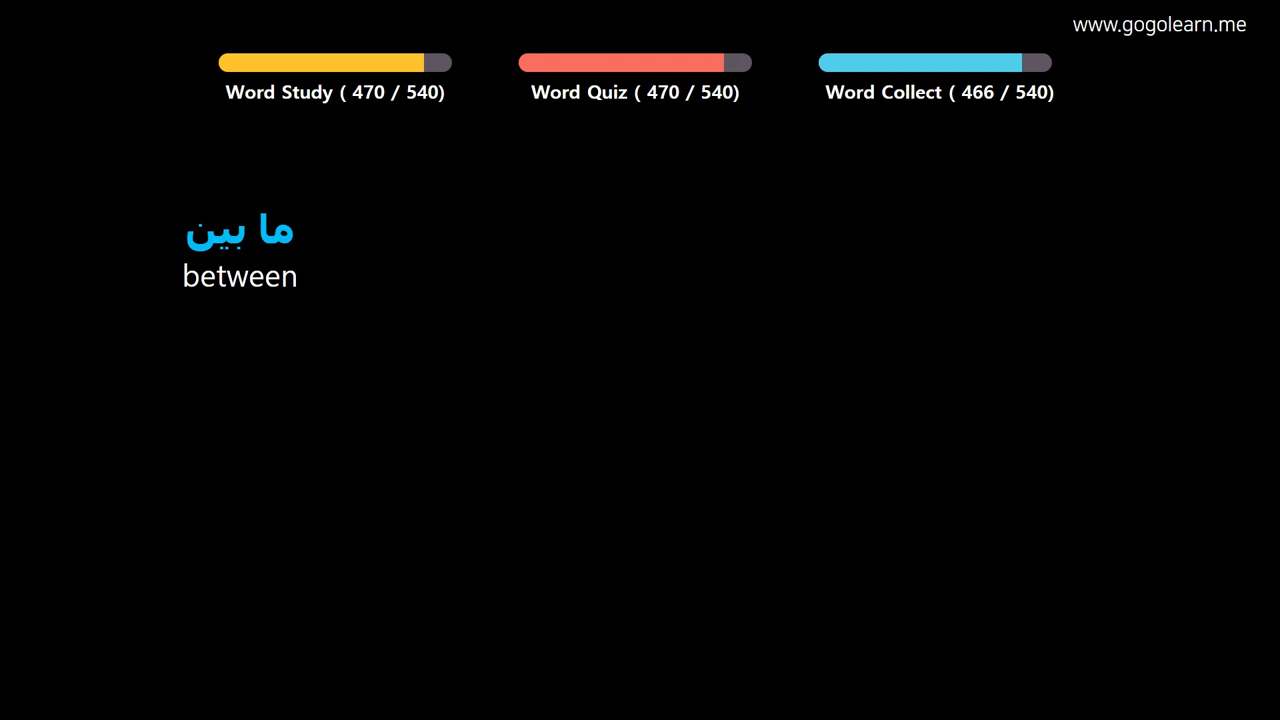 www.gogolearn.me
Word Study ( 470 / 540)
Word Quiz ( 470 / 540)
Word Collect ( 466 / 540)
ما بين
between